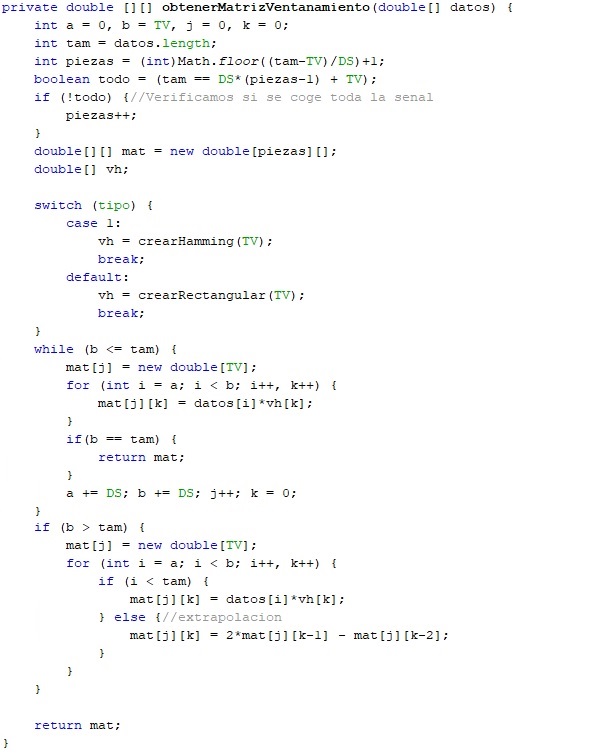 private double [][] obtenerMatrizVentanamiento(double[] datos) {
    int a = 0, b = TV, j = 0, k = 0;
    int tam = datos.length;
    int piezas = (int)Math.floor((tam-TV)/DS)+1;
    boolean todo = (tam == DS*(piezas-1) + TV);
    if (!todo) {//Verificamos si se coge toda la senal
        piezas++;
    }
    double[][] mat = new double[piezas][];
    double[] vh;

    switch (tipo) {
        case 1:
            vh = crearHamming(TV);
            break;
        default:
            vh = crearRectangular(TV);
            break;
    }
    while (b <= tam) {
        mat[j] = new double[TV];
        for (int i = a; i < b; i++, k++) {
            mat[j][k] = datos[i]*vh[k];
        }
        if(b == tam) {
            return mat;
        }
        a += DS; b += DS; j++; k = 0;
    }
    if (b > tam) {
        mat[j] = new double[TV];
        for (int i = a; i < b; i++, k++) {
            if (i < tam) {
                mat[j][k] = datos[i]*vh[k];
            } else {//extrapolacion
                mat[j][k] = 2*mat[j][k-1] - mat[j][k-2];
            }
        }
    }

    return mat;
}